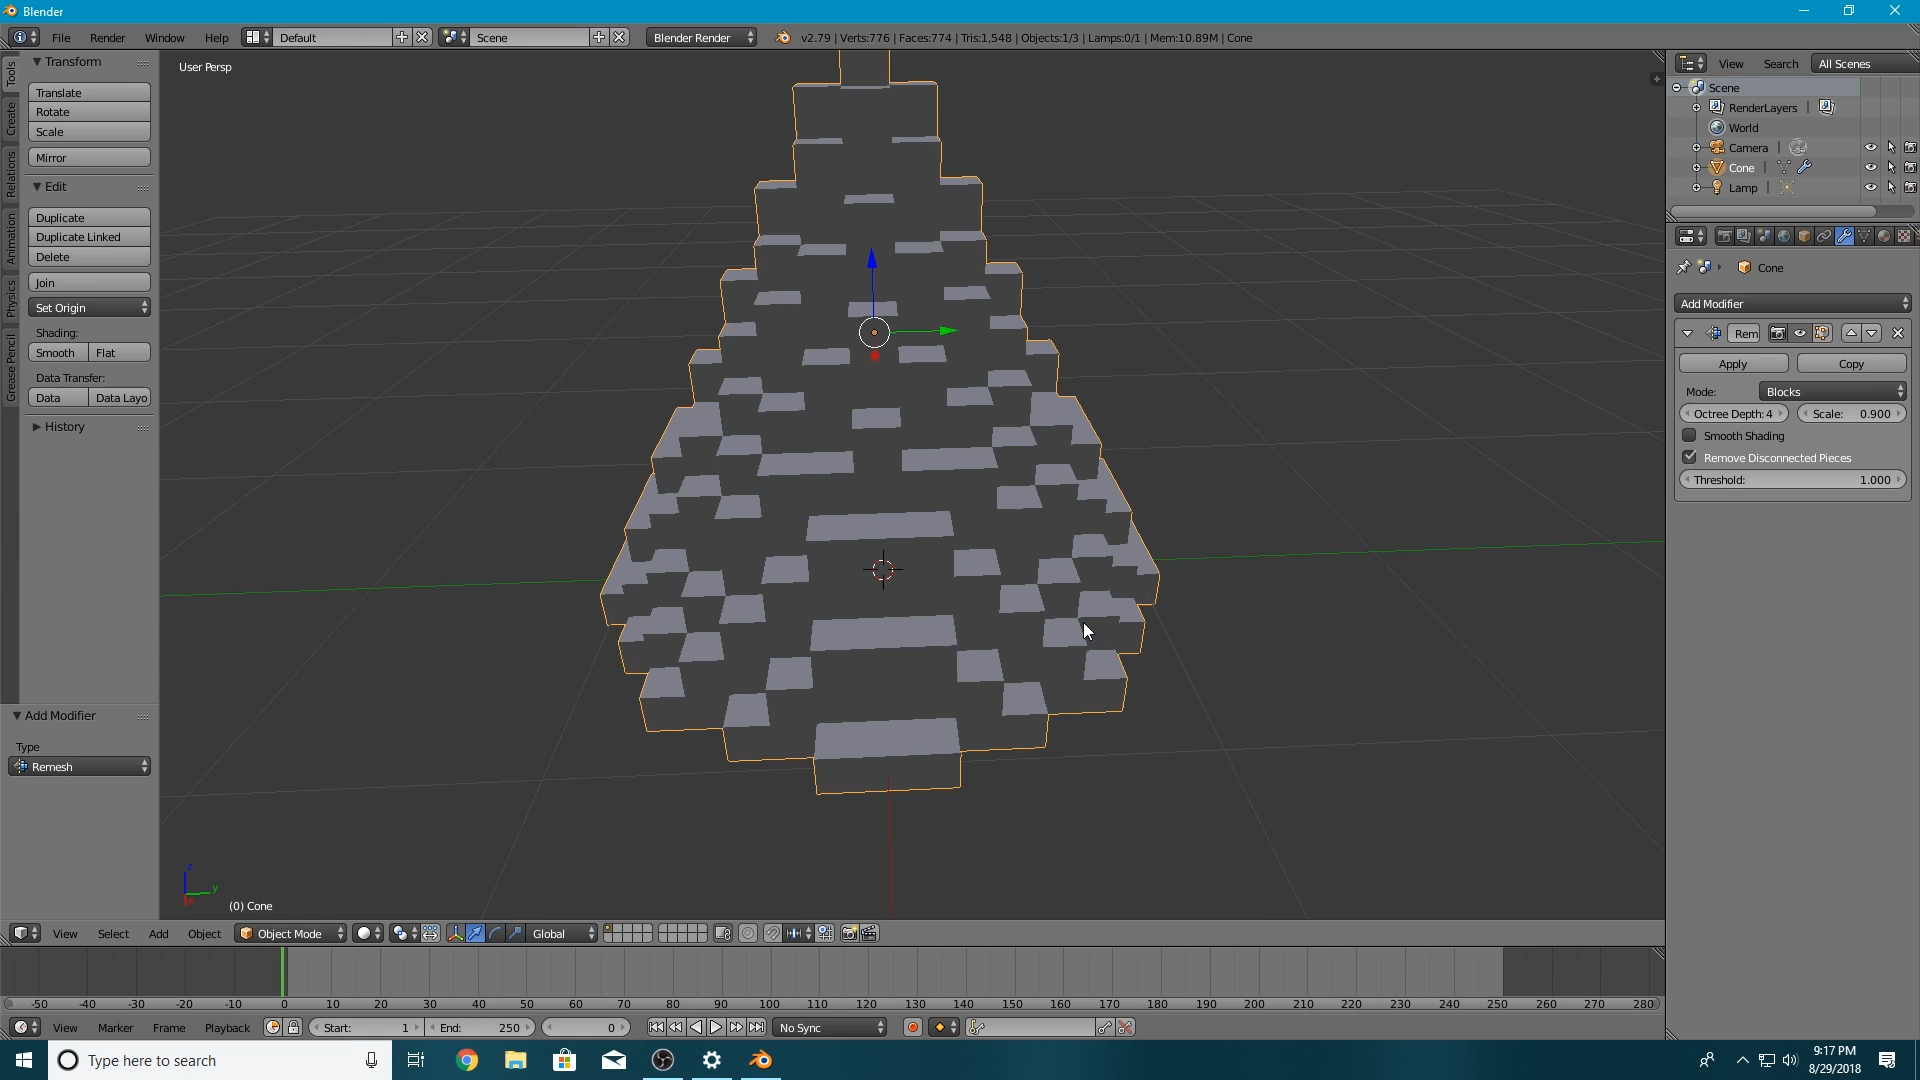 Blender
File Render Window Help Default Scene Blender Render v2.79 | Verts:776 | Faces:774 | Tris:1,548 | Objects:1/3 | Lamps:0/1 | Mem:10.89M | Cone
Tools
Create
Relations
Animation
Physics
Grease Pencil
Transform
Translate
Rotate
Scale
Mirror
Edit
Duplicate
Duplicate Linked
Delete
Join
Set Origin
Shading:
Smooth Flat
Data Transfer:
Data Data Layo
History
Add Modifier
Type
Remesh
User Persp
z
y
x
(0) Cone
View Search All Scenes
Scene
RenderLayers |
World
Camera |
Cone |
Lamp |
Cone
Add Modifier
Rem
Apply Copy
Mode: Blocks
Octree Depth: 4 Scale: 0.900
Smooth Shading
Remove Disconnected Pieces
Threshold: 1.000
View Select Add Object Object Mode Global
-50 -40 -30 -20 -10 0 10 20 30 40 50 60 70 80 90 100 110 120 130 140 150 160 170 180 190 200 210 220 230 240 250 260 270 280
View Marker Frame Playback Start: 1 End: 250 0 No Sync
Type here to search
9:17 PM
8/29/2018